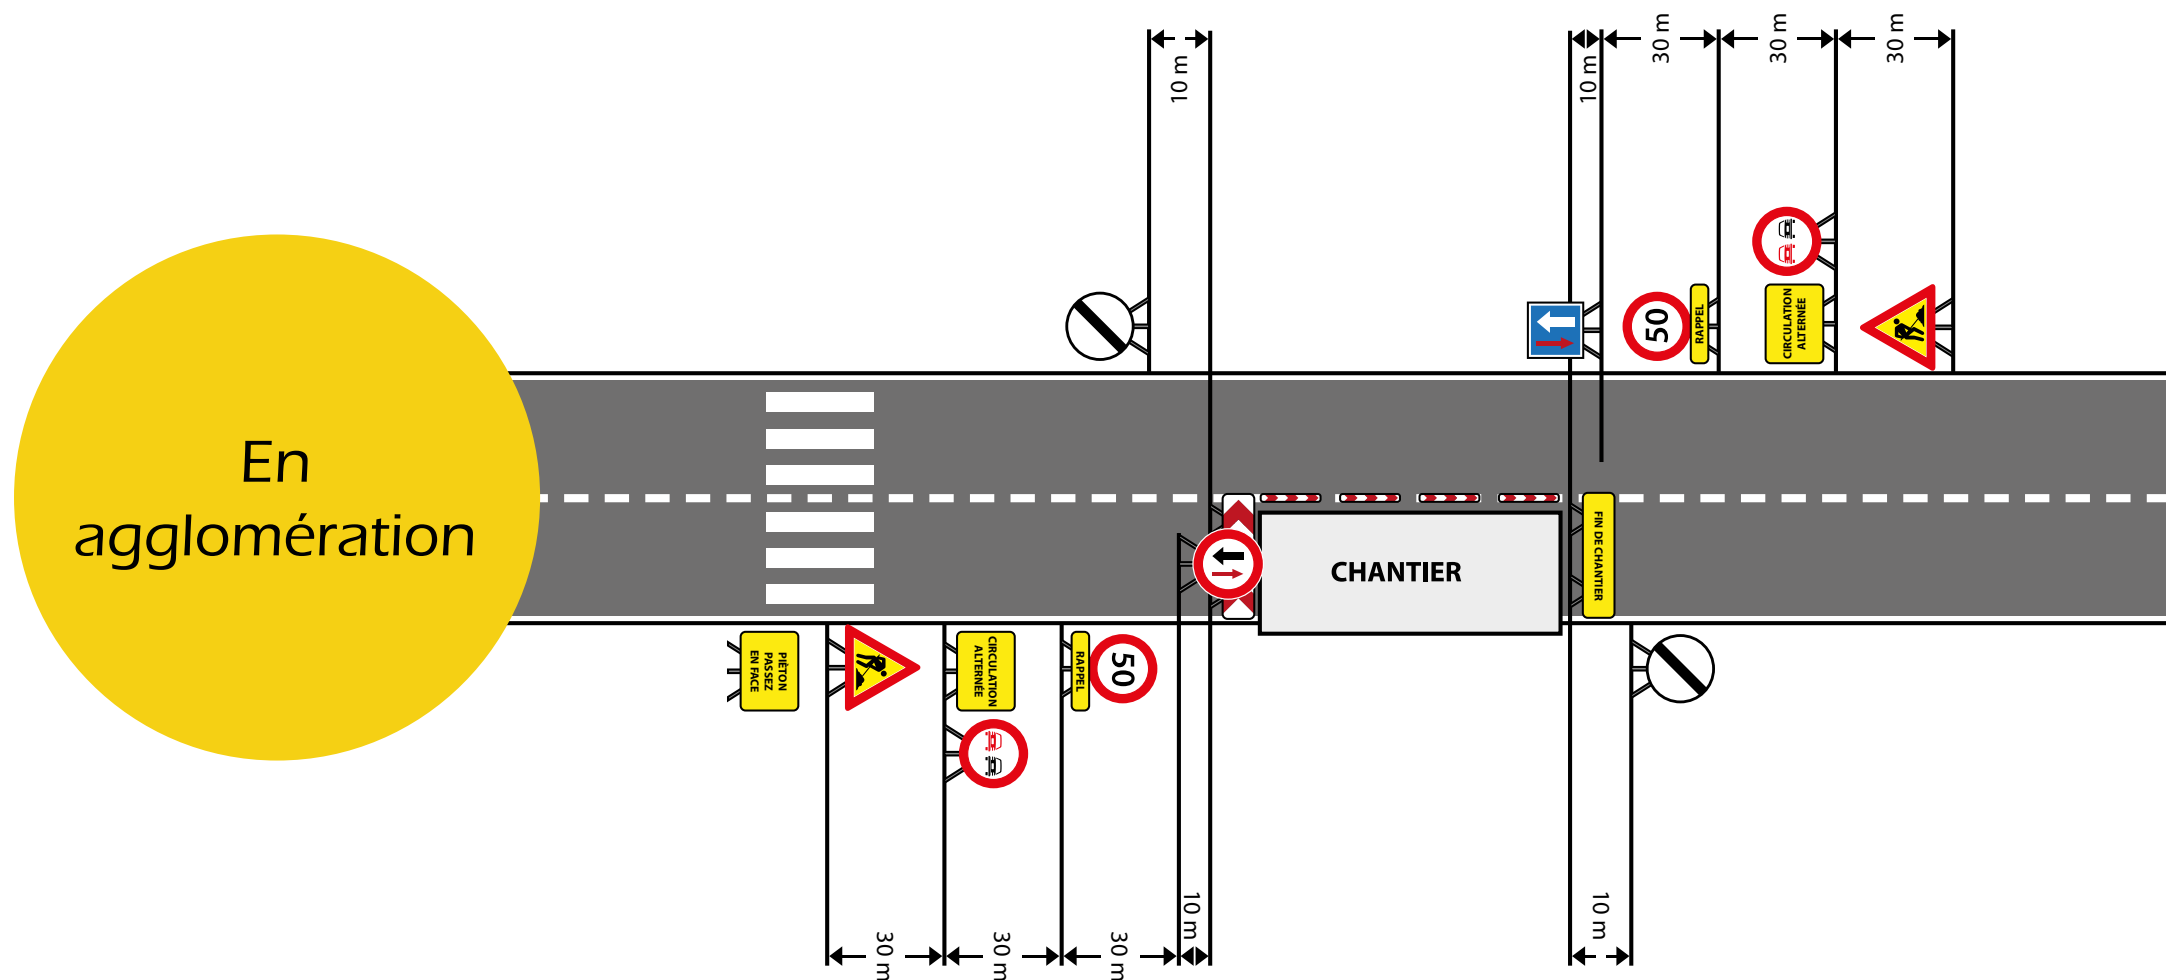 10 m
10 m
30 m
30 m
30 m
50
RAPPEL
CIRCULATION
ALTERNÉE
En
agglomération
CHANTIER
FIN DE CHANTIER
PIÈTON
PASSEZ
EN FACE
CIRCULATION
ALTERNÉE
RAPPEL
50
30 m
30 m
30 m
10 m
10 m